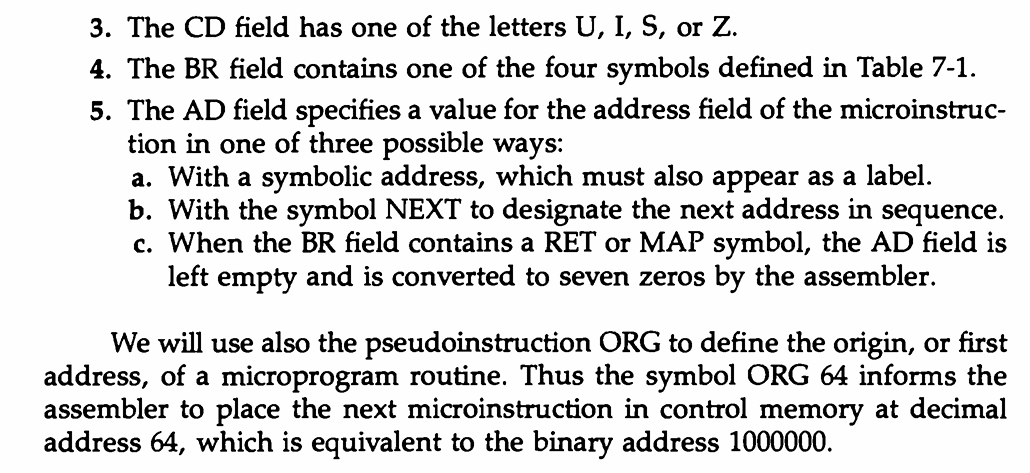 3. The CD field has one of the letters U, I, S, or Z.
4. The BR field contains one of the four symbols defined in Table 7-1.
5. The AD field specifies a value for the address field of the microinstruc-
tion in one of three possible ways:
a. With a symbolic address, which must also appear as a label.
b. With the symbol NEXT to designate the next address in sequence.
c. When the BR field contains a RET or MAP symbol, the AD field is
left empty and is converted to seven zeros by the assembler.
We will use also the pseudoinstruction ORG to define the origin, or first
address, of a microprogram routine. Thus the symbol ORG 64 informs the
assembler to place the next microinstruction in control memory at decimal
address 64, which is equivalent to the binary address 1000000.